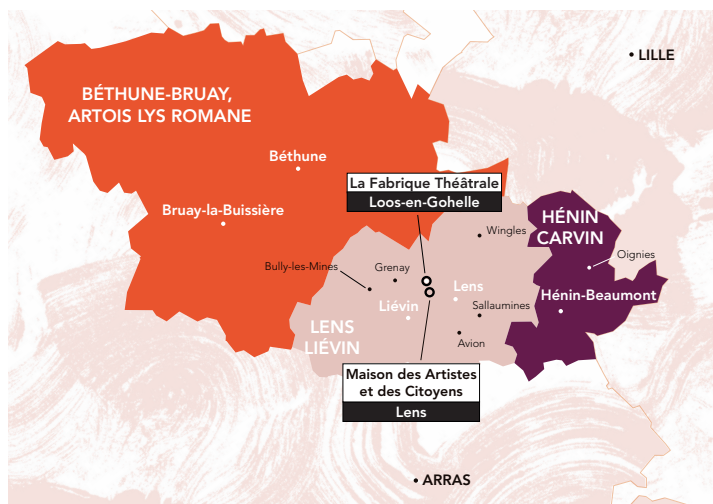 LILLE
BÉTHUNE-BRUAY,
ARTOIS LYS ROMANE
Béthune
La Fabrique Théâtrale
Loos-en-Gohelle
Bruay-la-Buissière
HÉNIN
CARVIN
Wingles
Oignies
Bully-les-Mines
Grenay
Lens
Hénin-Beaumont
Liévin
Sallaumines
LENS
LIÉVIN
Avion
Maison des Artistes
et des Citoyens
Lens
ARRAS